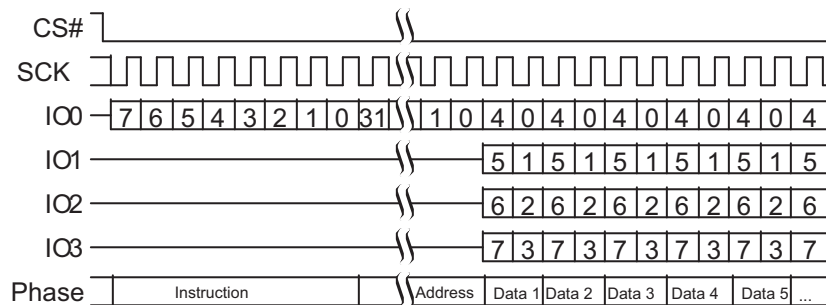 CS#
SCK
IO0 7 6 5 4 3 2 1 0 31 1 0 4 0 4 0 4 0 4 0 4 0 4
IO1 5 1 5 1 5 1 5 1 5 1 5
IO2 6 2 6 2 6 2 6 2 6 2 6
IO3 7 3 7 3 7 3 7 3 7 3 7
Phase Instruction Address Data 1 Data 2 Data 3 Data 4 Data 5 ...